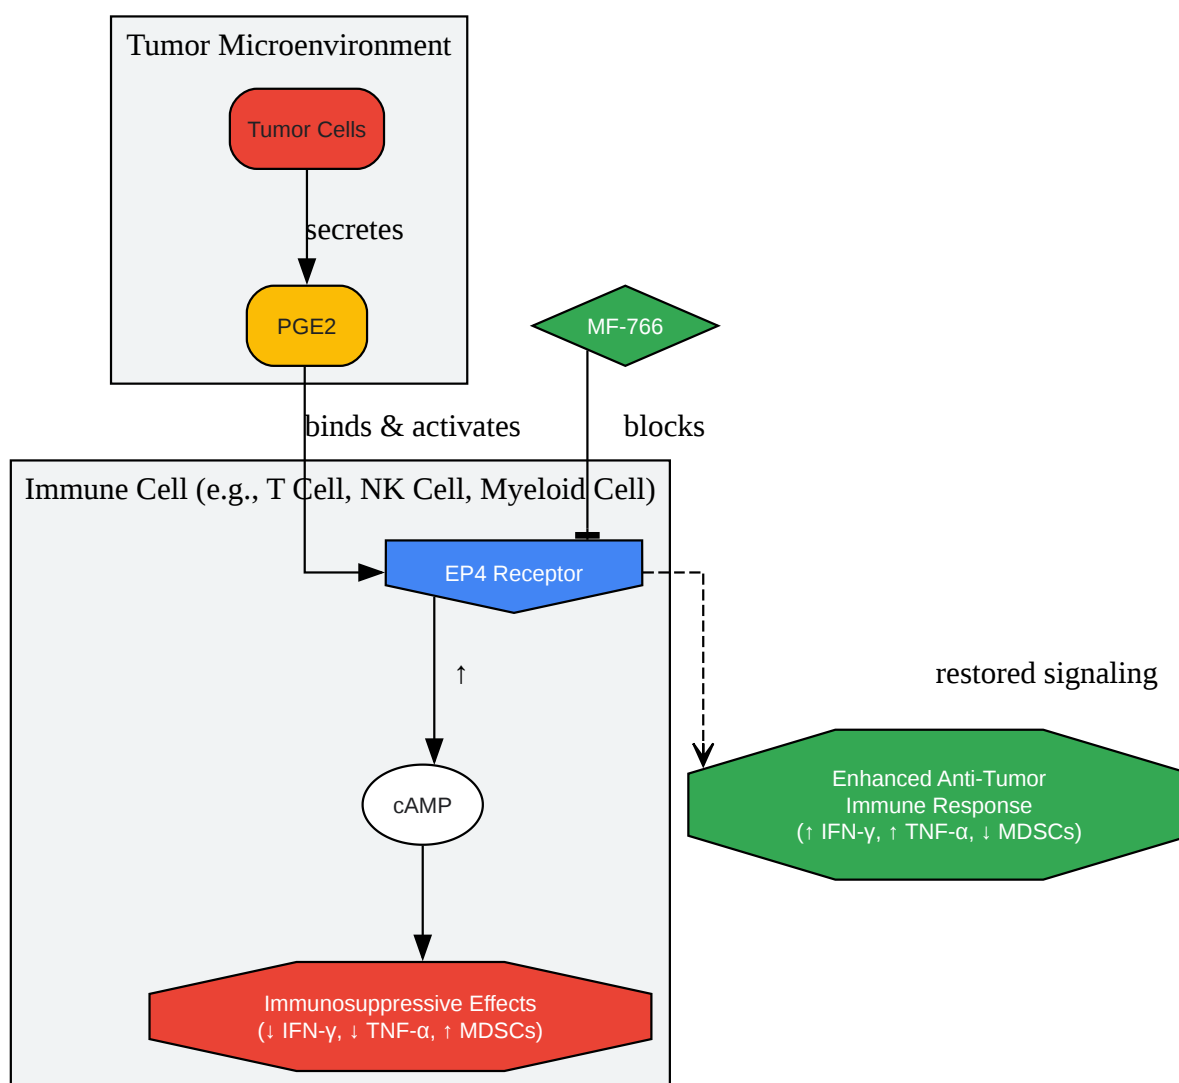 Tumor Microenvironment
Tumor Cells
secretes
PGE2
MF-766
binds & activates
blocks
Immune Cell (e.g., T Cell, NK Cell, Myeloid Cell)
EP4 Receptor
↑
restored signaling
cAMP
Enhanced Anti-Tumor
Immune Response
(↑ IFN-γ, ↑ TNF-α, ↓ MDSCs)
Immunosuppressive Effects
(↓ IFN-γ, ↓ TNF-α, ↑ MDSCs)